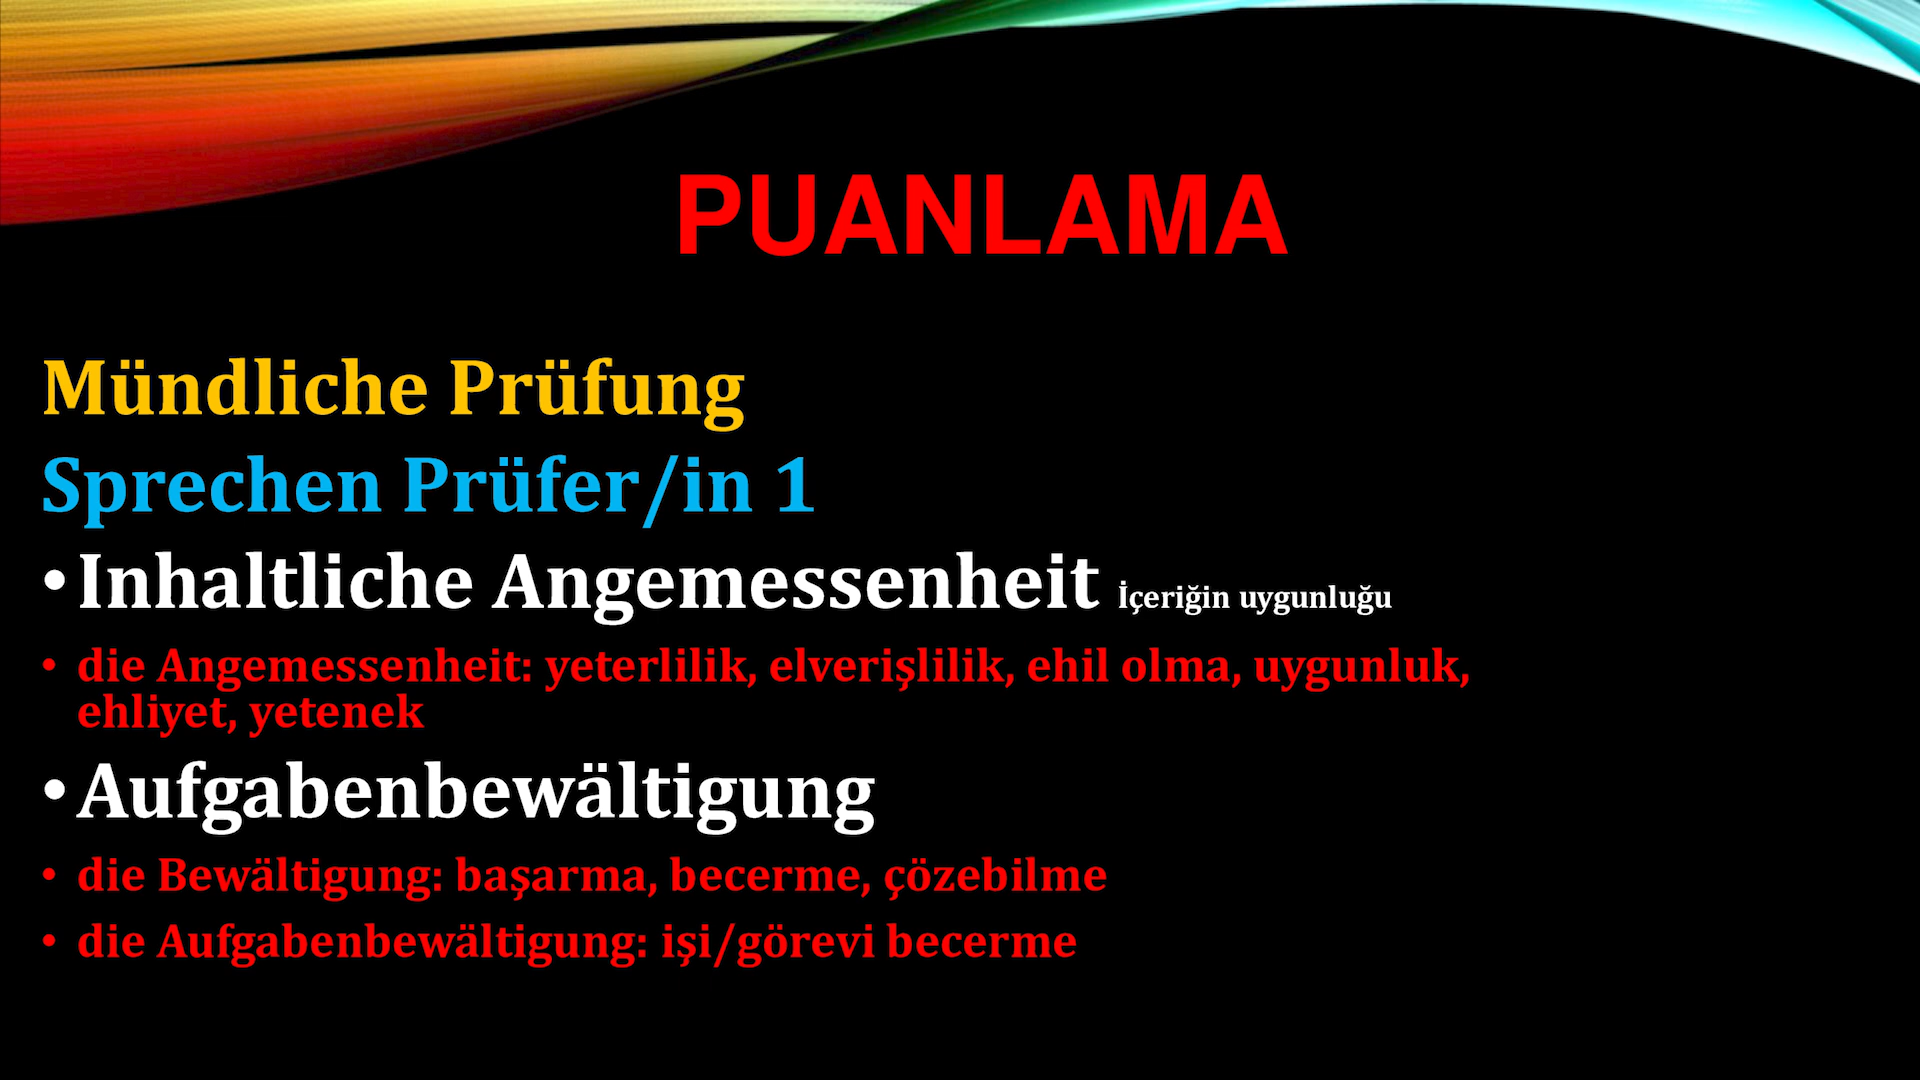 PUANLAMA
Mündliche Prüfung
Sprechen Prüfer/in 1
• Inhaltliche Angemessenheit İçeriğin uygunluğu
• die Angemessenheit: yeterlilik, elverişlilik, ehil olma, uygunluk,
ehliyet, yetenek
• Aufgabenbewältigung
• die Bewältigung: başarma, becerme, çözebilme
• die Aufgabenbewältigung: işi/görevi becerme